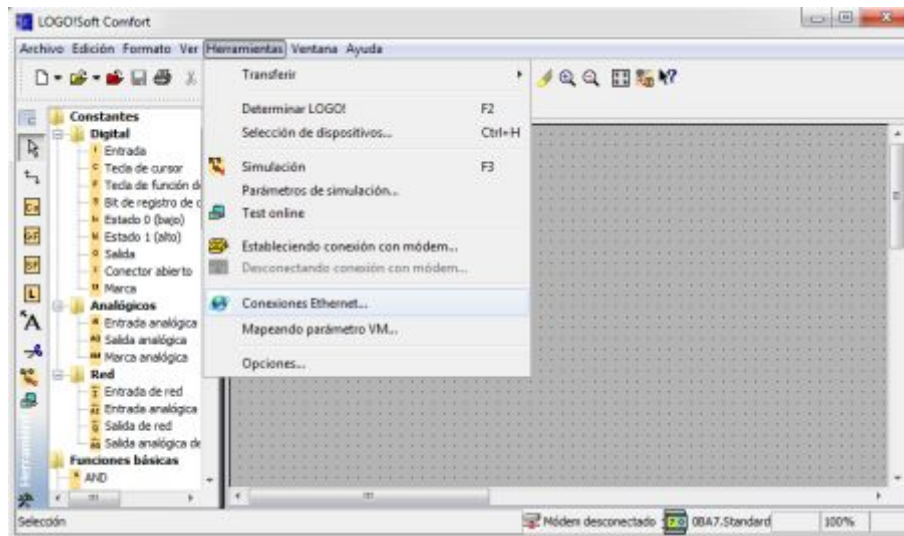 LOGO!Soft Comfort
Archivo Edición Formato Ver Herramientas Ventana Ayuda
Transferir
Determinar LOGO! F2
Selección de dispositivos... Ctrl+H
Simulación F3
Parámetros de simulación...
Test online
Estableciendo conexión con módem...
Desconectando conexión con módem...
Conexiones Ethernet...
Mapeando parámetro VM...
Opciones...
Constantes
Digital
Entrada
Tecla de cursor
Tecla de función d
Bit de registro de c
Estado 0 (bajo)
Estado 1 (alto)
Salida
Conector abierto
Marca
Analógicos
Entrada analógica
Salida analógica
Marca analógica
Red
Entrada de red
Entrada analógica
Salida de red
Salida analógica de
Funciones básicas
AND
Selección
Módem desconectado
0BA7.Standard
100%